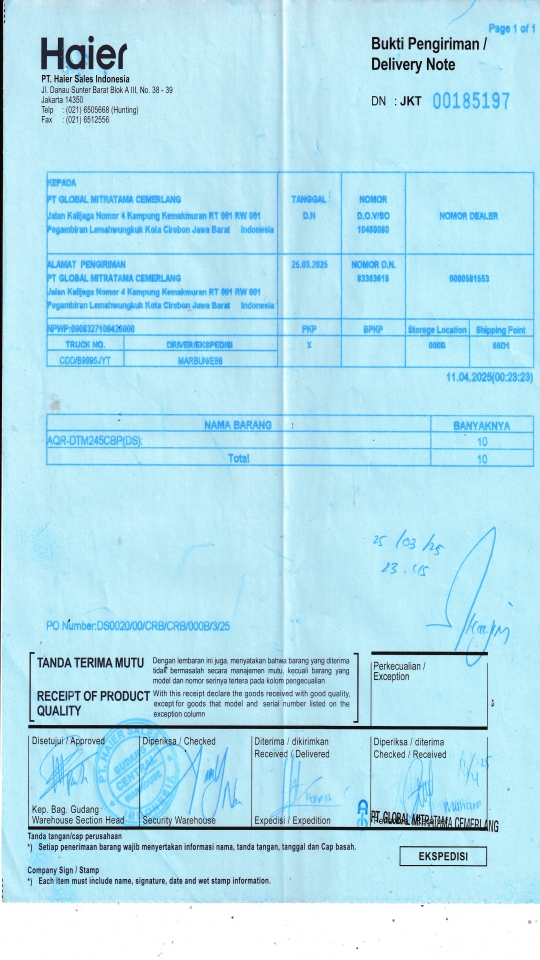 Page 1 of 1
Haier
Bukti Pengiriman /
Delivery Note
PT. Haier Sales Indonesia
Jl. Danau Sunter Barat Blok A III, No. 38 - 39
Jakarta 14350
Telp : (021) 6505668 (Hunting)
Fax : (021) 6512556
DN : JKT 00185197
KEPADA
PT GLOBAL MITRATAMA CEMERLANG
Jalan Kalijaga Nomor 4 Kampung Kemakmuran RT 001 RW 001
Pegambiran Lemahwungkuk Kota Cirebon Jawa Barat Indonesia
TANGGAL
D.N
NOMOR
D.O.V/SO
NOMOR DEALER
ALAMAT PENGIRIMAN
PT GLOBAL MITRATAMA CEMERLANG
Jalan Kalijaga Nomor 4 Kampung Kemakmuran RT 001 RW 001
Pegambiran Lemahwungkuk Kota Cirebon Jawa Barat Indonesia
25.03.2025
NOMOR D.N.
PKP BPKP Storage Location Shipping Point
TRUCK NO. DRIVER/EKSPEDISI X
11.04.2025(00:23:23)
NAMA BARANG BANYAKNYA
AQR-DTM245CBP(DS): 10
Total 10
25/03/25
23.45
PO Number:DS0020/00/CRB/CRB/000B/3/25
TANDA TERIMA MUTU
Dengan lembaran ini juga, menyatakan bahwa barang yang diterima
tidak bermasalah secara manajemen mutu, kecuali barang yang
model dan nomor serinya tertera pada kolom pengecualian
RECEIPT OF PRODUCT
QUALITY
With this receipt declare the goods received with good quality,
except for goods that model and serial number listed on the
exception column
Perkecualian /
Exception
Disetujui / Approved
Diperiksa / Checked
Diterima / dikirimkan
Received / Delivered
Diperiksa / diterima
Checked / Received
Kep. Bag. Gudang
Warehouse Section Head
Security Warehouse
Expedisi / Expedition
PT. GLOBAL MITRATAMA CEMERLANG
Tanda tangan/cap perusahaan
*) Setiap penerimaan barang wajib menyertakan informasi nama, tanda tangan, tanggal dan Cap basah.
EKSPEDISI
Company Sign / Stamp
*) Each item must include name, signature, date and wet stamp information.